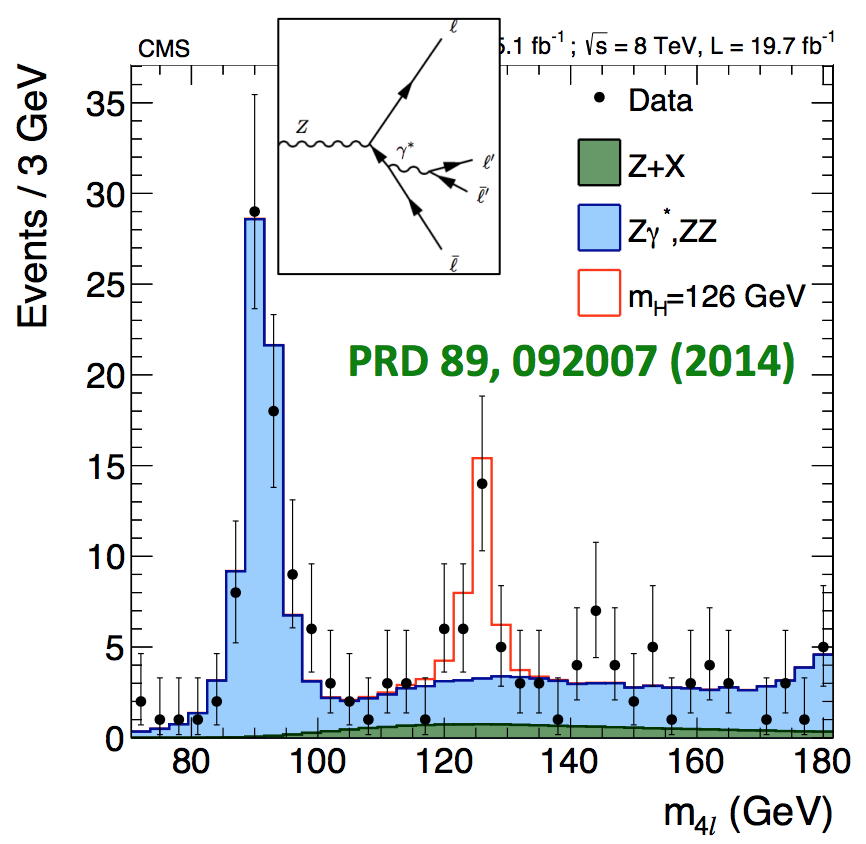 CMS
5.1 fb⁻¹ ; √s = 8 TeV, L = 19.7 fb⁻¹
Events / 3 GeV
35
30
25
20
15
10
5
0
Z
ℓ
γ*
ℓ'
ℓ̄'
ℓ̄
Data
Z+X
Zγ*,ZZ
m_H=126 GeV
PRD 89, 092007 (2014)
80 100 120 140 160 180
m_4l (GeV)